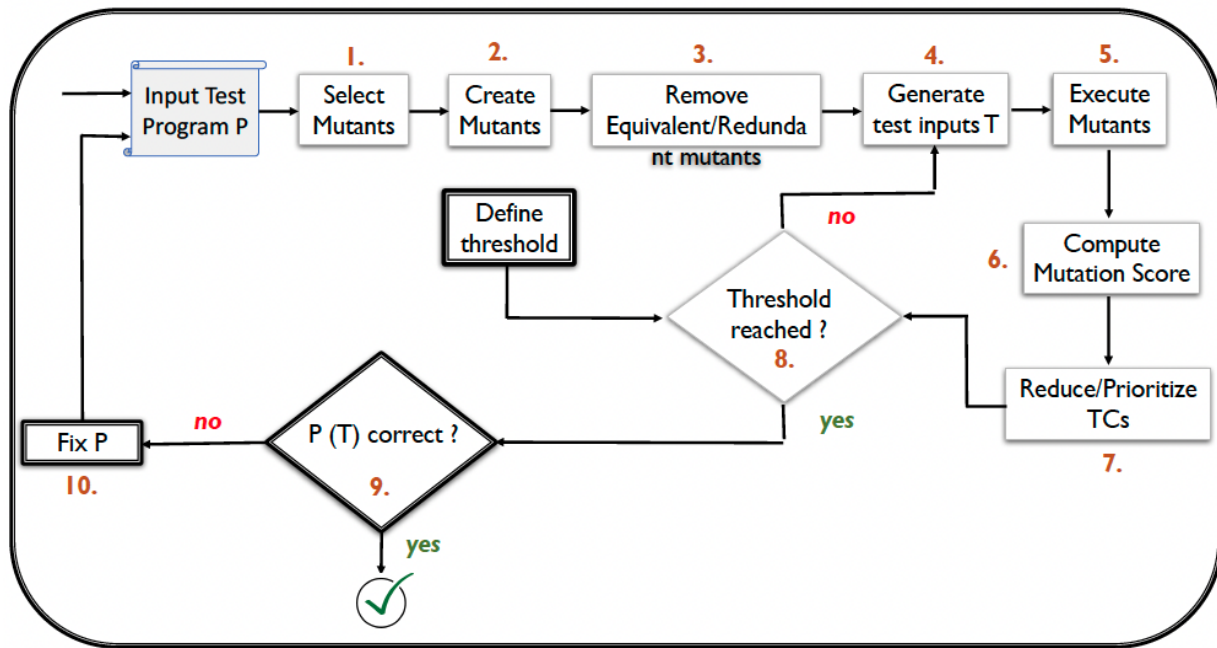 1.
2.
3.
4.
5.
Input Test
Program P
Select
Mutants
Create
Mutants
Remove
Equivalent/Redunda
nt mutants
Generate
test inputs T
Execute
Mutants
Define
threshold
no
6.
Compute
Mutation Score
Threshold
reached ?
8.
Reduce/Prioritize
TCs
7.
yes
no
P (T) correct ?
9.
Fix P
10.
yes